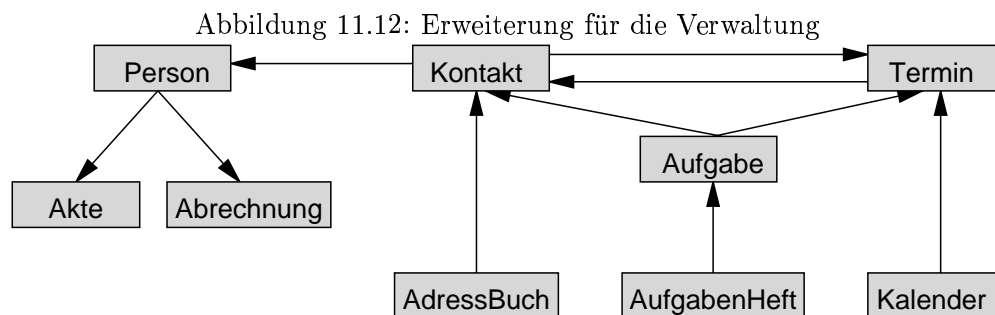 Abbildung 11.12: Erweiterung für die Verwaltung
Person
Kontakt
Termin
Aufgabe
Akte
Abrechnung
AdressBuch
AufgabenHeft
Kalender